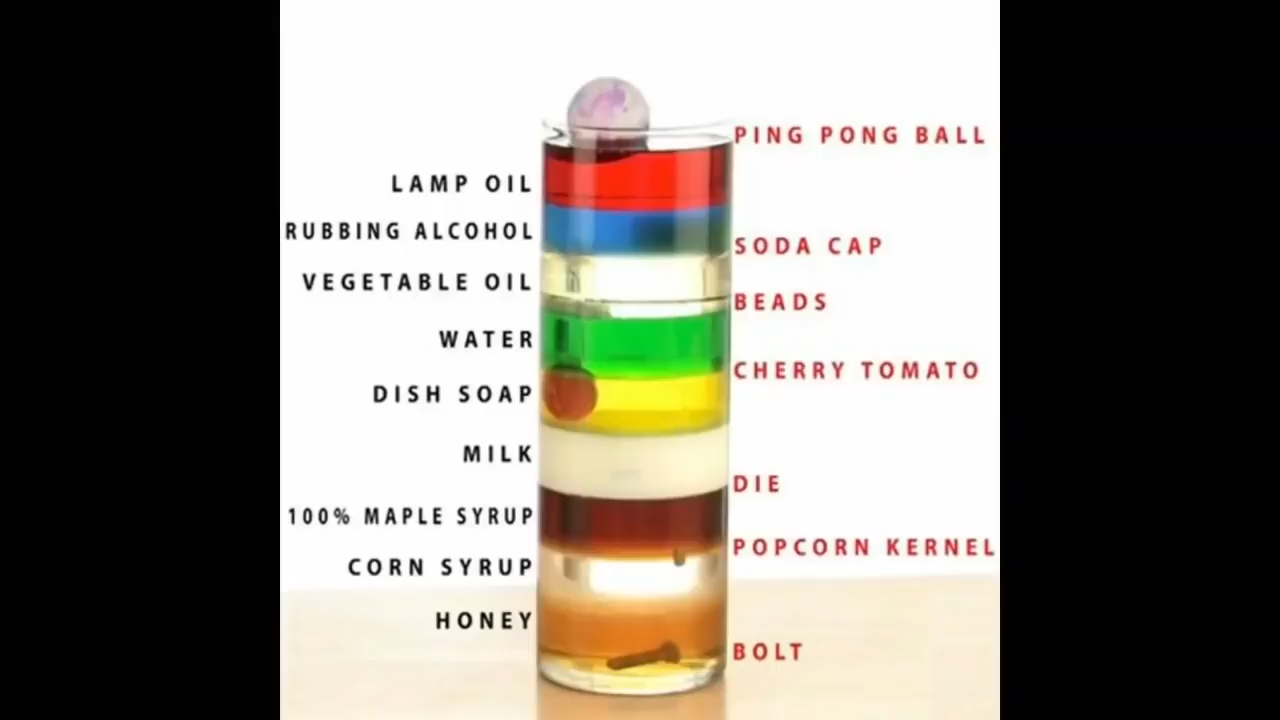 PING PONG BALL
LAMP OIL
RUBBING ALCOHOL
SODA CAP
VEGETABLE OIL
BEADS
WATER
CHERRY TOMATO
DISH SOAP
MILK
DIE
100% MAPLE SYRUP
POPCORN KERNEL
CORN SYRUP
HONEY
BOLT